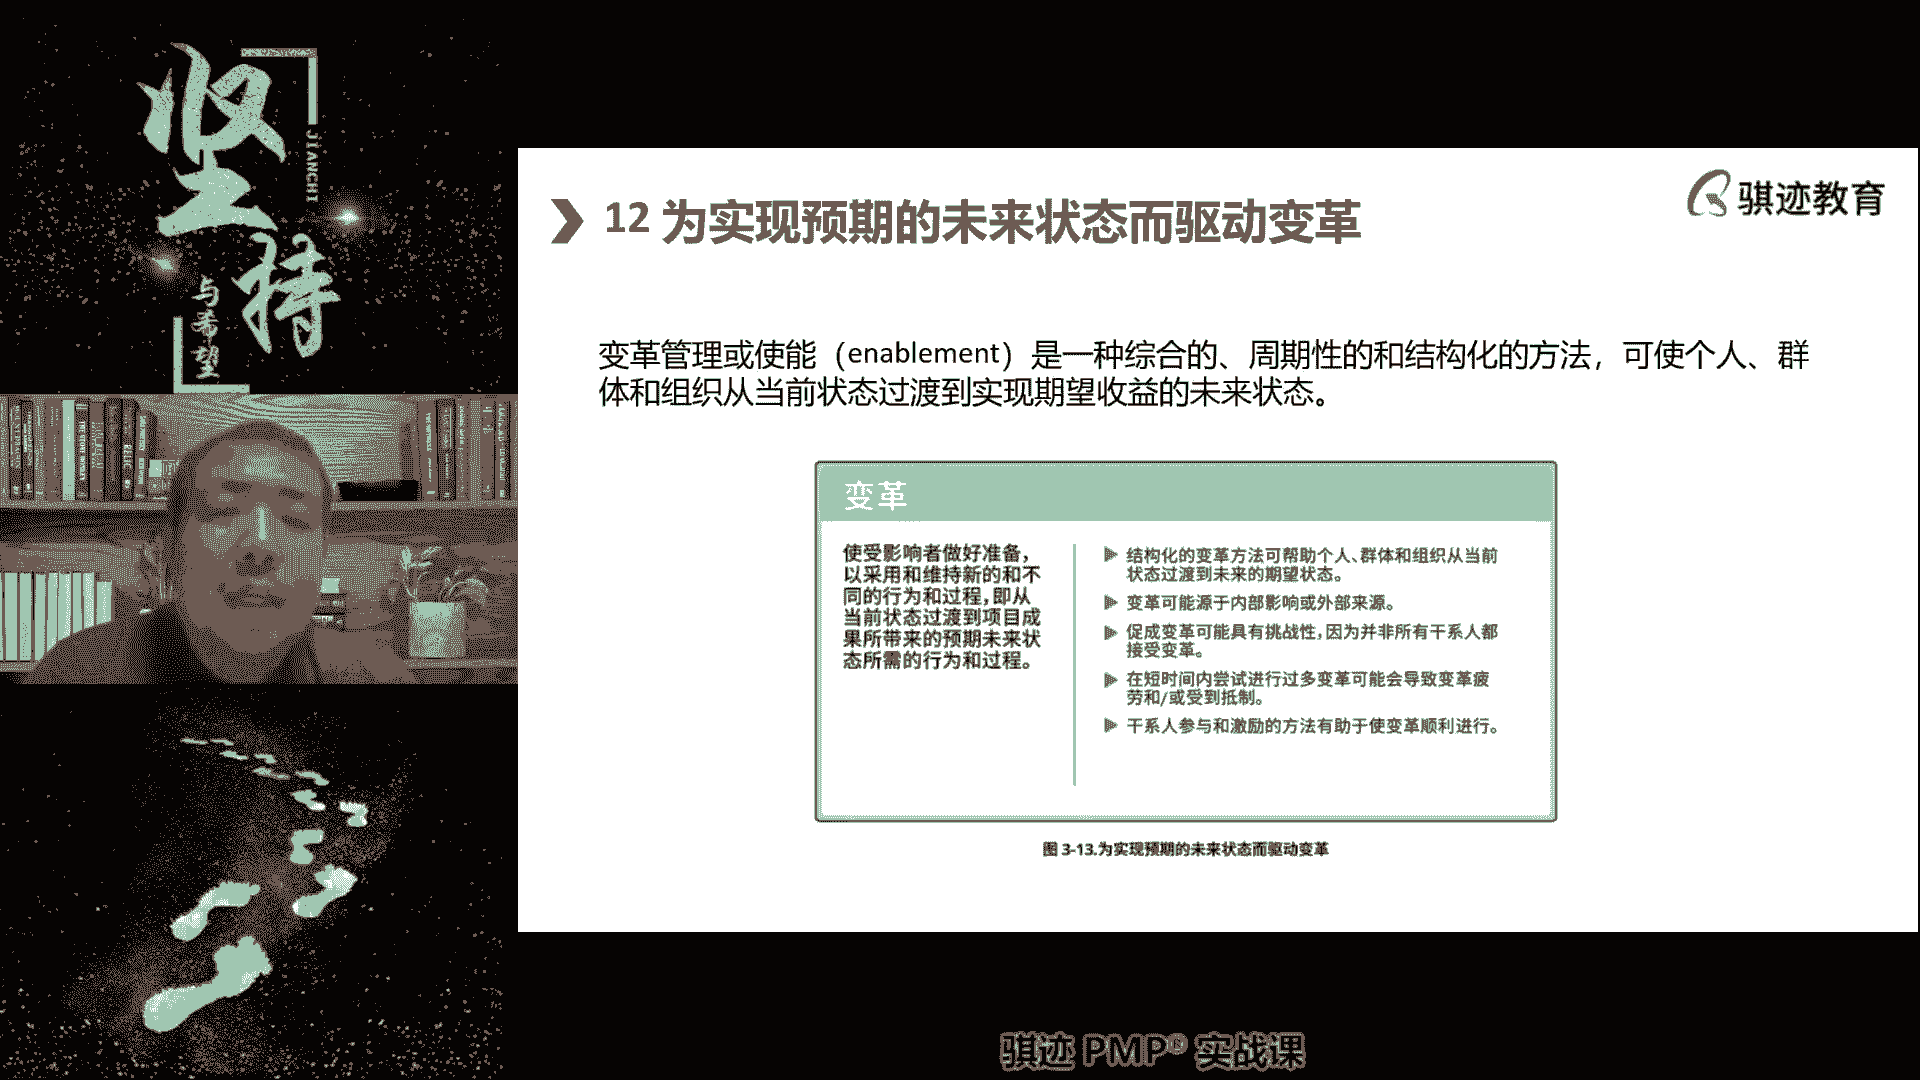 坚持
JIANCHI
与希望
12 为实现预期的未来状态而驱动变革
骐迹教育
变革管理或使能（enablement）是一种综合的、周期性的和结构化的方法，可使个人、群
体和组织从当前状态过渡到实现期望收益的未来状态。
变革
使受影响者做好准备，
以采用和维持新的和不
同的行为和过程，即从
当前状态过渡到项目成
果所带来的预期未来状
态所需的行为和过程。
结构化的变革方法可帮助个人、群体和组织从当前
状态过渡到未来的期望状态。
变革可能源于内部影响或外部来源。
促成变革可能具有挑战性，因为并非所有干系人都
接受变革。
在短时间内尝试进行过多变革可能会导致变革疲
劳和/或受到抵制。
干系人参与和激励的方法有助于使变革顺利进行。
图 3-13.为实现预期的未来状态而驱动变革
骐迹 PMP® 实战课